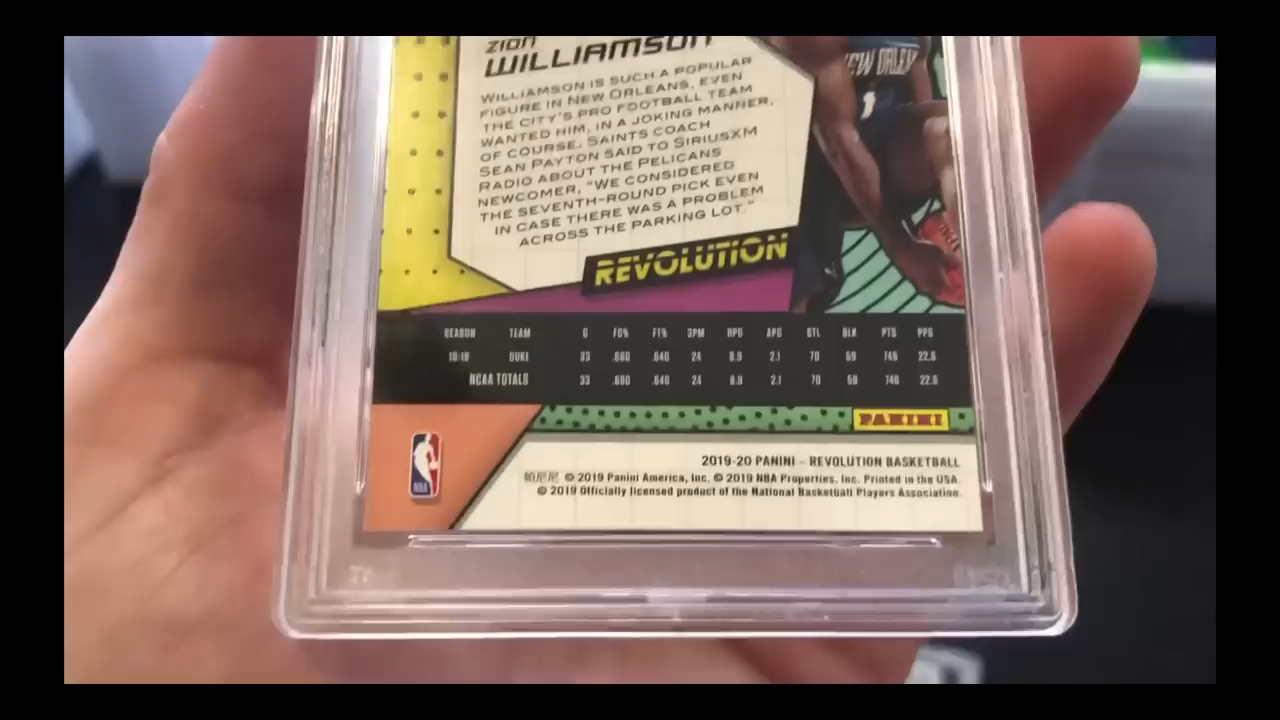 ZION
WILLIAMSON
WILLIAMSON IS SUCH A POPULAR
FIGURE IN NEW ORLEANS, EVEN
THE CITY'S PRO FOOTBALL TEAM
WANTED HIM, IN A JOKING MANNER,
OF COURSE. SAINTS COACH
SEAN PAYTON SAID TO SIRIUSXM
RADIO ABOUT THE PELICANS
NEWCOMER, "WE CONSIDERED
THE SEVENTH-ROUND PICK EVEN
IN CASE THERE WAS A PROBLEM
ACROSS THE PARKING LOT."
NEW ORLEA
1
REVOLUTION
SEASON TEAM G FG% FT% 3PM RPG APG STL BLK PTS PPG
18-19 DUKE 33 .680 .640 24 8.9 2.1 70 59 746 22.6
NCAA TOTALS 33 .680 .640 24 8.9 2.1 70 59 746 22.6
PANINI
NBA
2019-20 PANINI - REVOLUTION BASKETBALL
帕尼尼 © 2019 Panini America, Inc. © 2019 NBA Properties, Inc. Printed in the USA.
© 2019 Officially licensed product of the National Basketball Players Association.